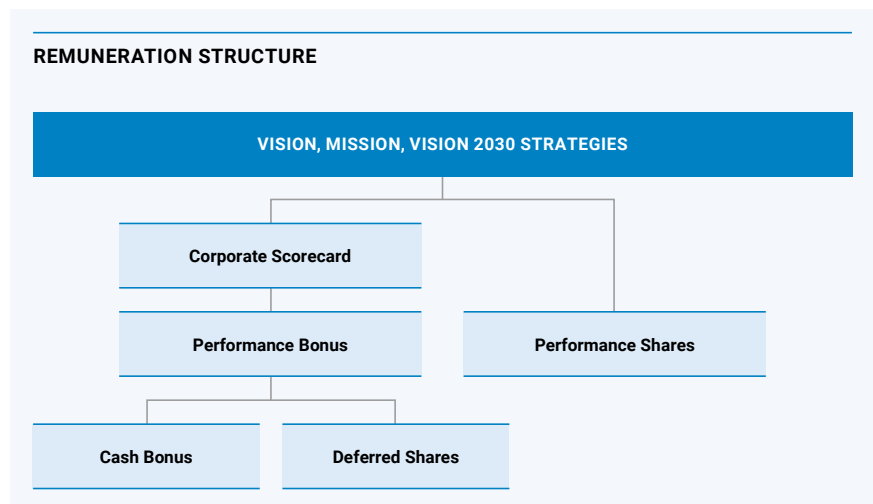 REMUNERATION STRUCTURE
VISION, MISSION, VISION 2030 STRATEGIES
Corporate Scorecard
Performance Bonus
Performance Shares
Cash Bonus
Deferred Shares